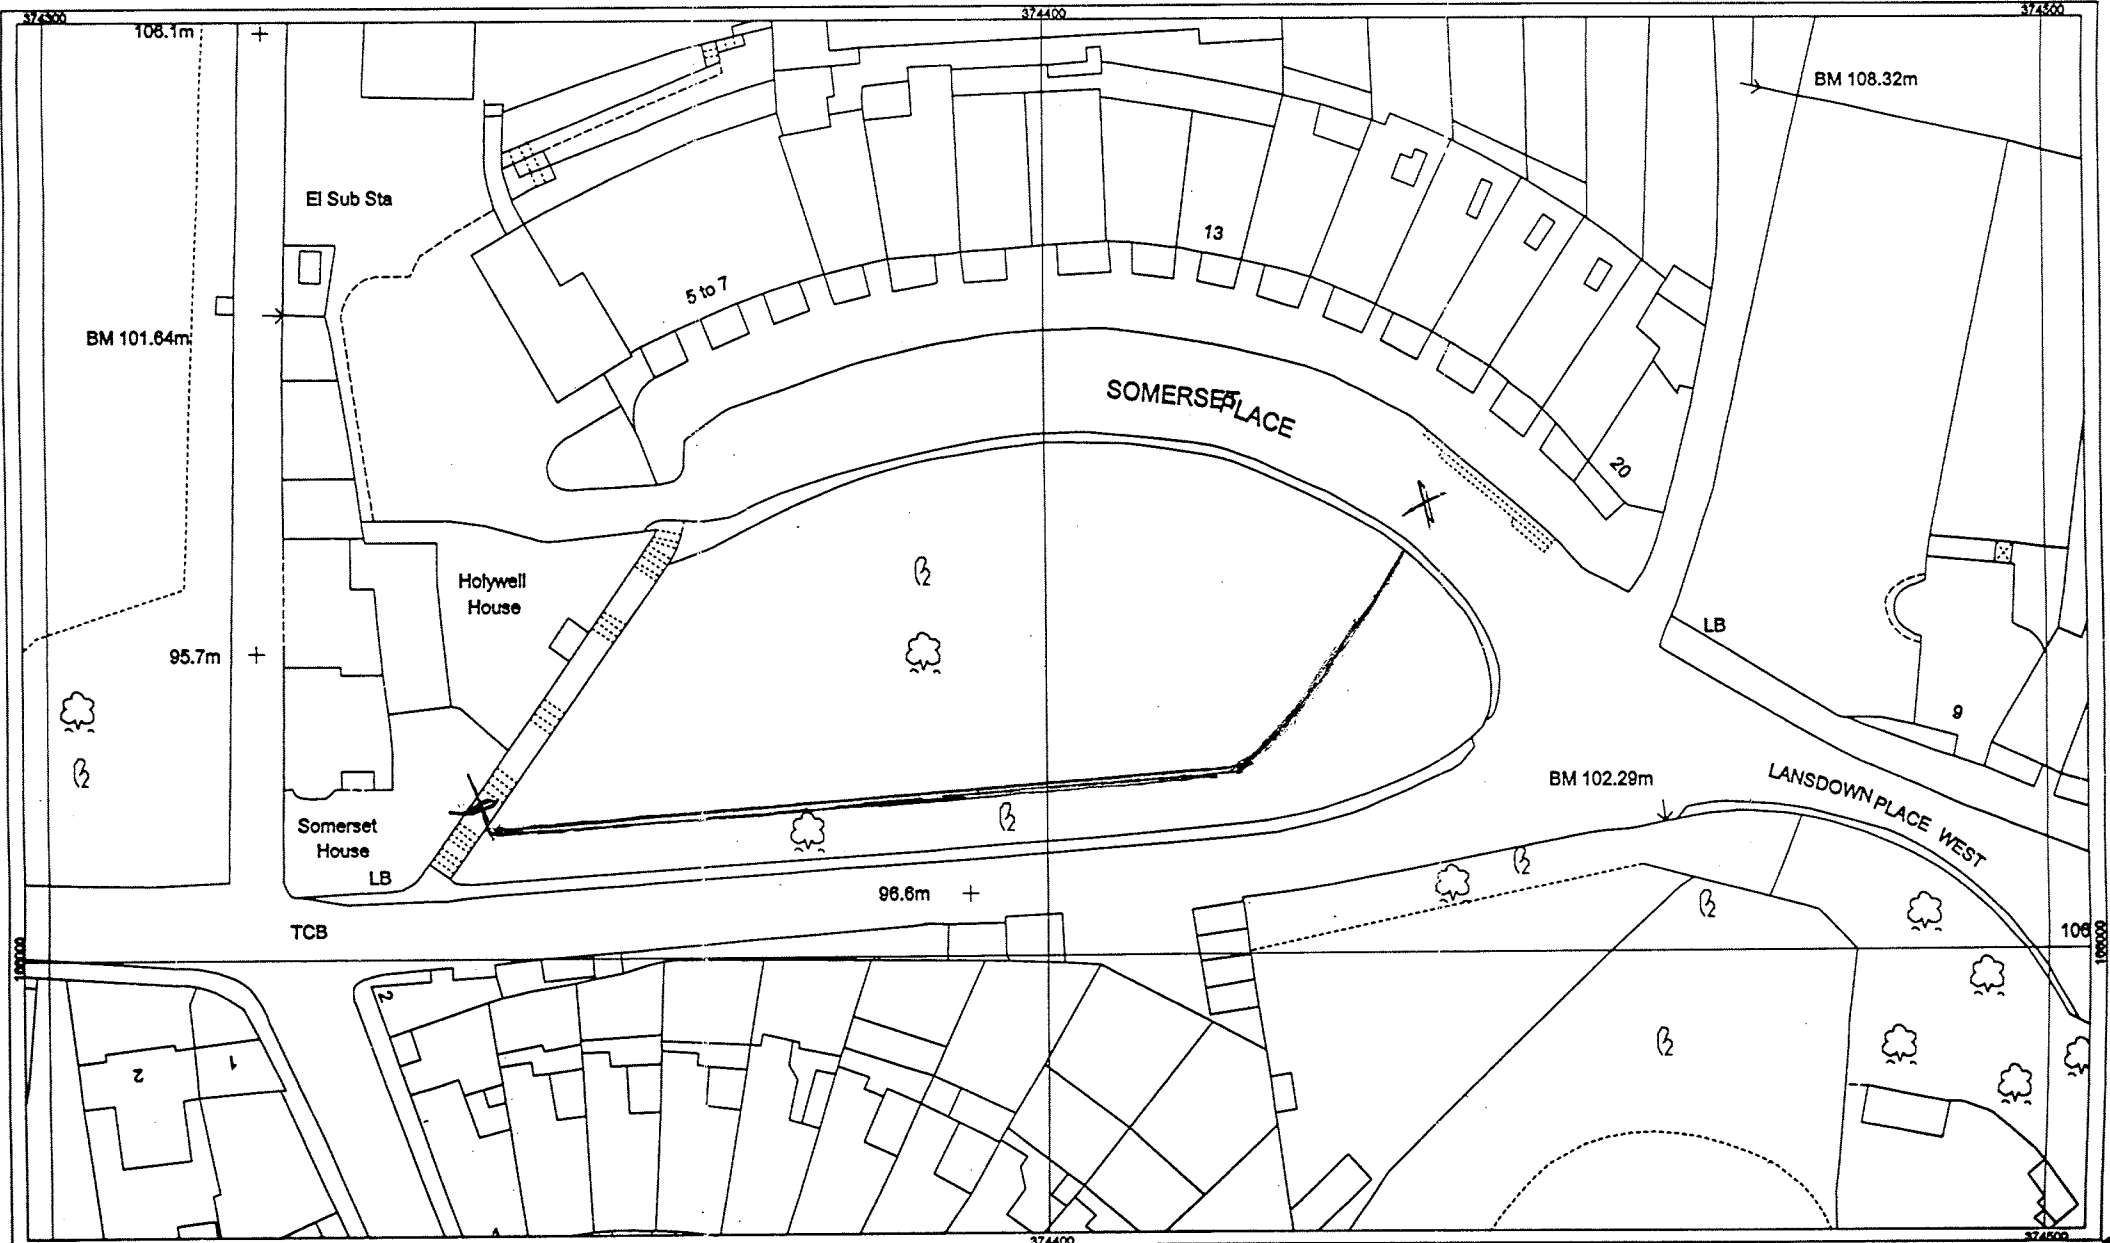 374300
374400
374500
106.1m
BM 108.32m
El Sub Sta
13
5 to 7
BM 101.64m
SOMERSET PLACE
20
Holywell
House
LB
95.7m
9
BM 102.29m
LANSDOWN PLACE WEST
Somerset
House
LB
96.6m
TCB
106
166000
166000
2
2
1
374400
374500